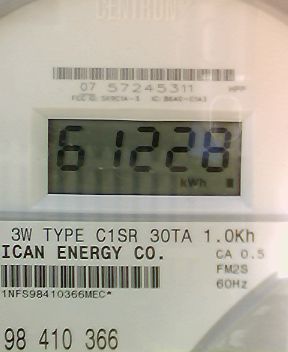 CENTRON
07 57245311
61228
kWh
3W TYPE C1SR 30TA 1.0Kh
ICAN ENERGY CO.
CA 0.5
FM2S
60Hz
1NFS98410366MEC*
98 410 366